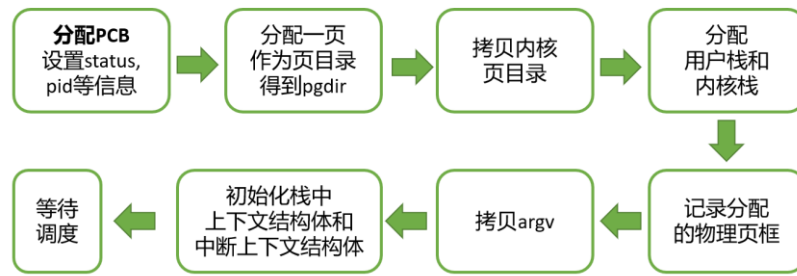 分配PCB
设置status,
pid等信息
分配一页
作为页目录
得到pgdir
拷贝内核
页目录
分配
用户栈和
内核栈
记录分配
的物理页框
拷贝argv
初始化栈中
上下文结构体和
中断上下文结构体
等待
调度